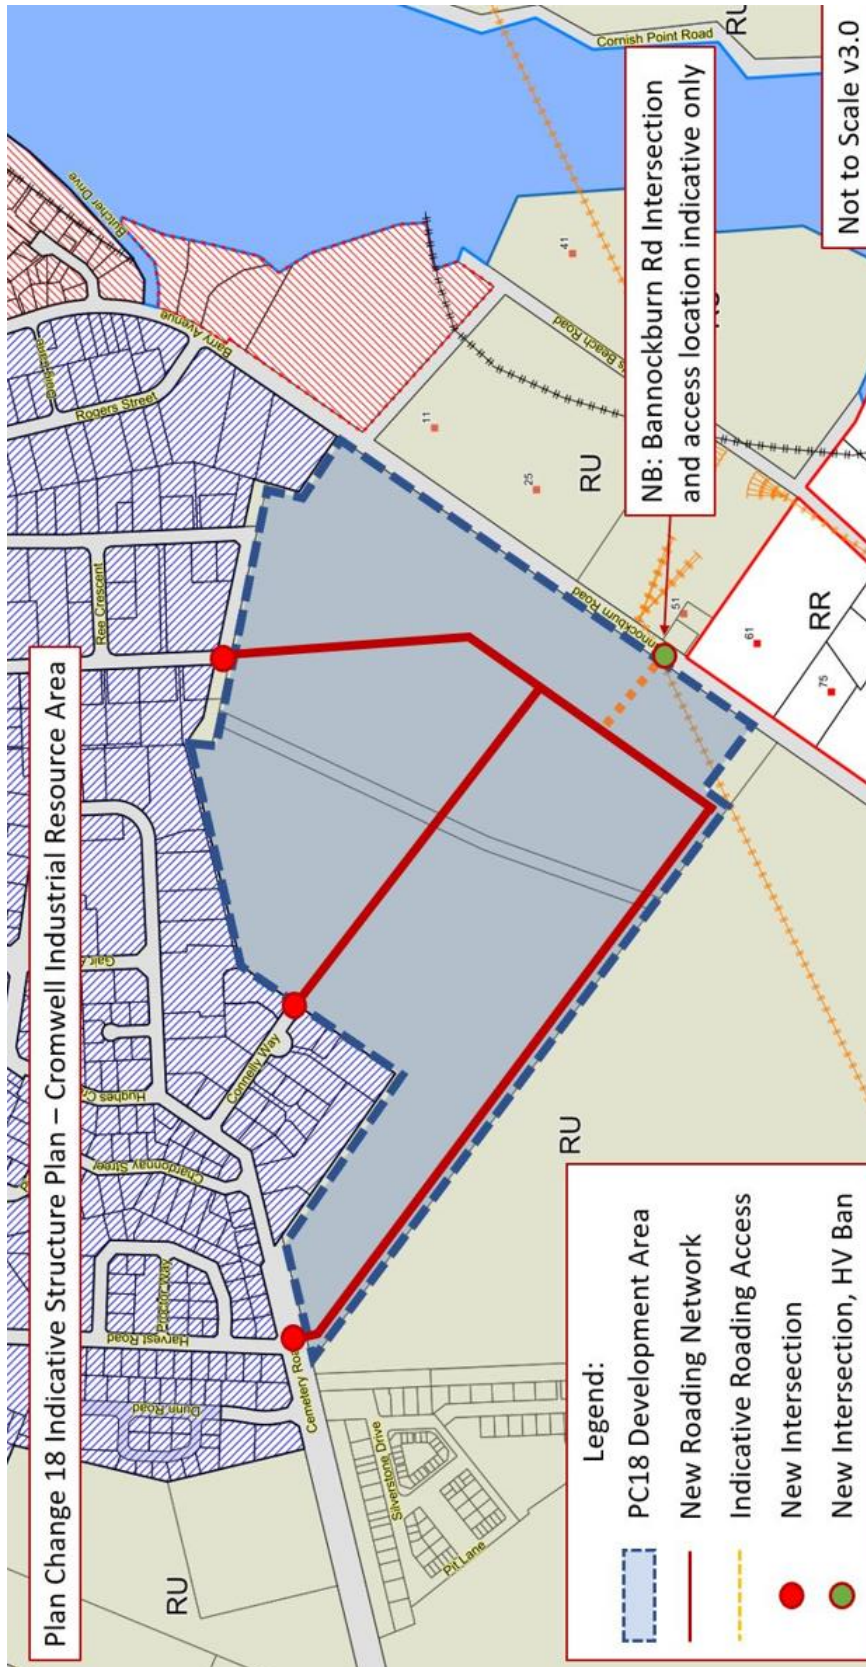 Plan Change 18 Indicative Structure Plan – Cromwell Industrial Resource Area
Butcher Drive
Cornish Point Road
RU
Rogers Street
Barry Avenue
Ree Crescent
Hughes
Connelly Way
Chardonnay Street
Proctor Way
Harvest Road
Dunn Road
Cemetery Roa
Silverstone Drive
Pit Lane
RU
RU
RU
11
25
41
Beach Road
nnockburn Road
51
61
75
RR
NB: Bannockburn Rd Intersection
and access location indicative only
Legend:
PC18 Development Area
New Roading Network
Indicative Roading Access
New Intersection
New Intersection, HV Ban
Not to Scale v3.0